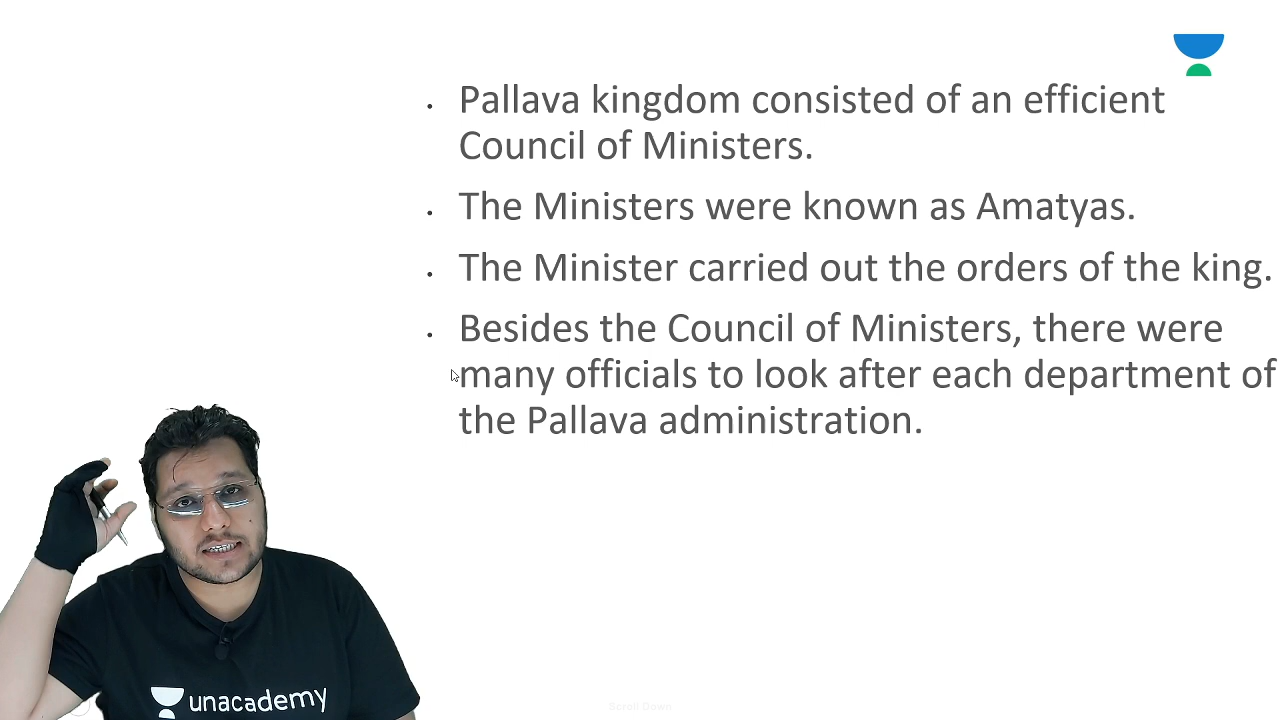 Pallava kingdom consisted of an efficient
Council of Ministers.
The Ministers were known as Amatyas.
The Minister carried out the orders of the king.
Besides the Council of Ministers, there were
many officials to look after each department of
the Pallava administration.
unacademy
Scroll Down